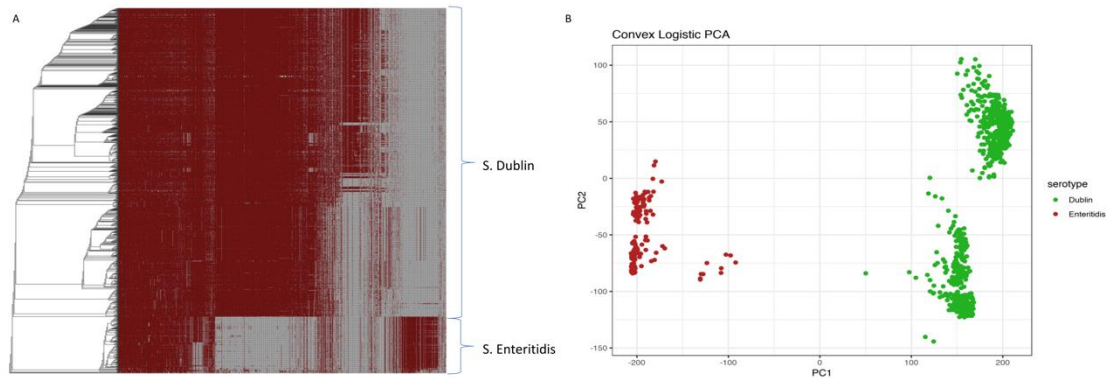 A
S. Dublin
S. Enteritidis
B
Convex Logistic PCA
100
50
0
-50
-100
-150
PC2
-200
-100
0
100
200
PC1
serotype
Dublin
Enteritidis